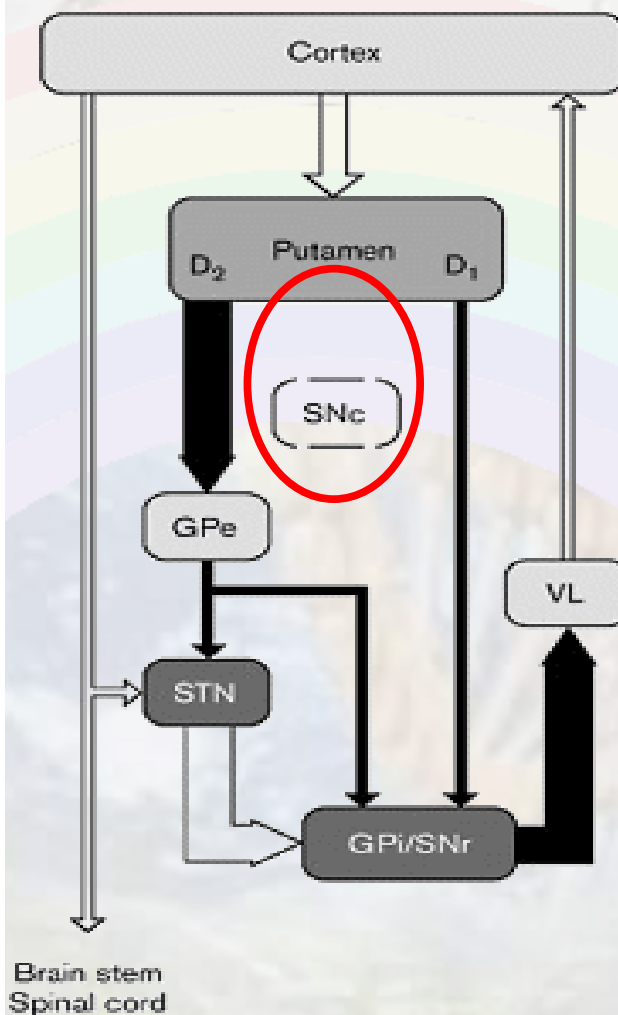 Cortex
Putamen
D2 D1
SNc
GPe
VL
STN
GPi/SNr
Brain stem
Spinal cord